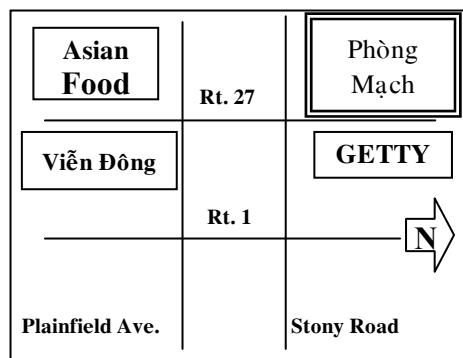 Asian
Food
Phòng
Mạch
Rt. 27
Viễn Đông
GETTY
Rt. 1
N
Plainfield Ave.
Stony Road